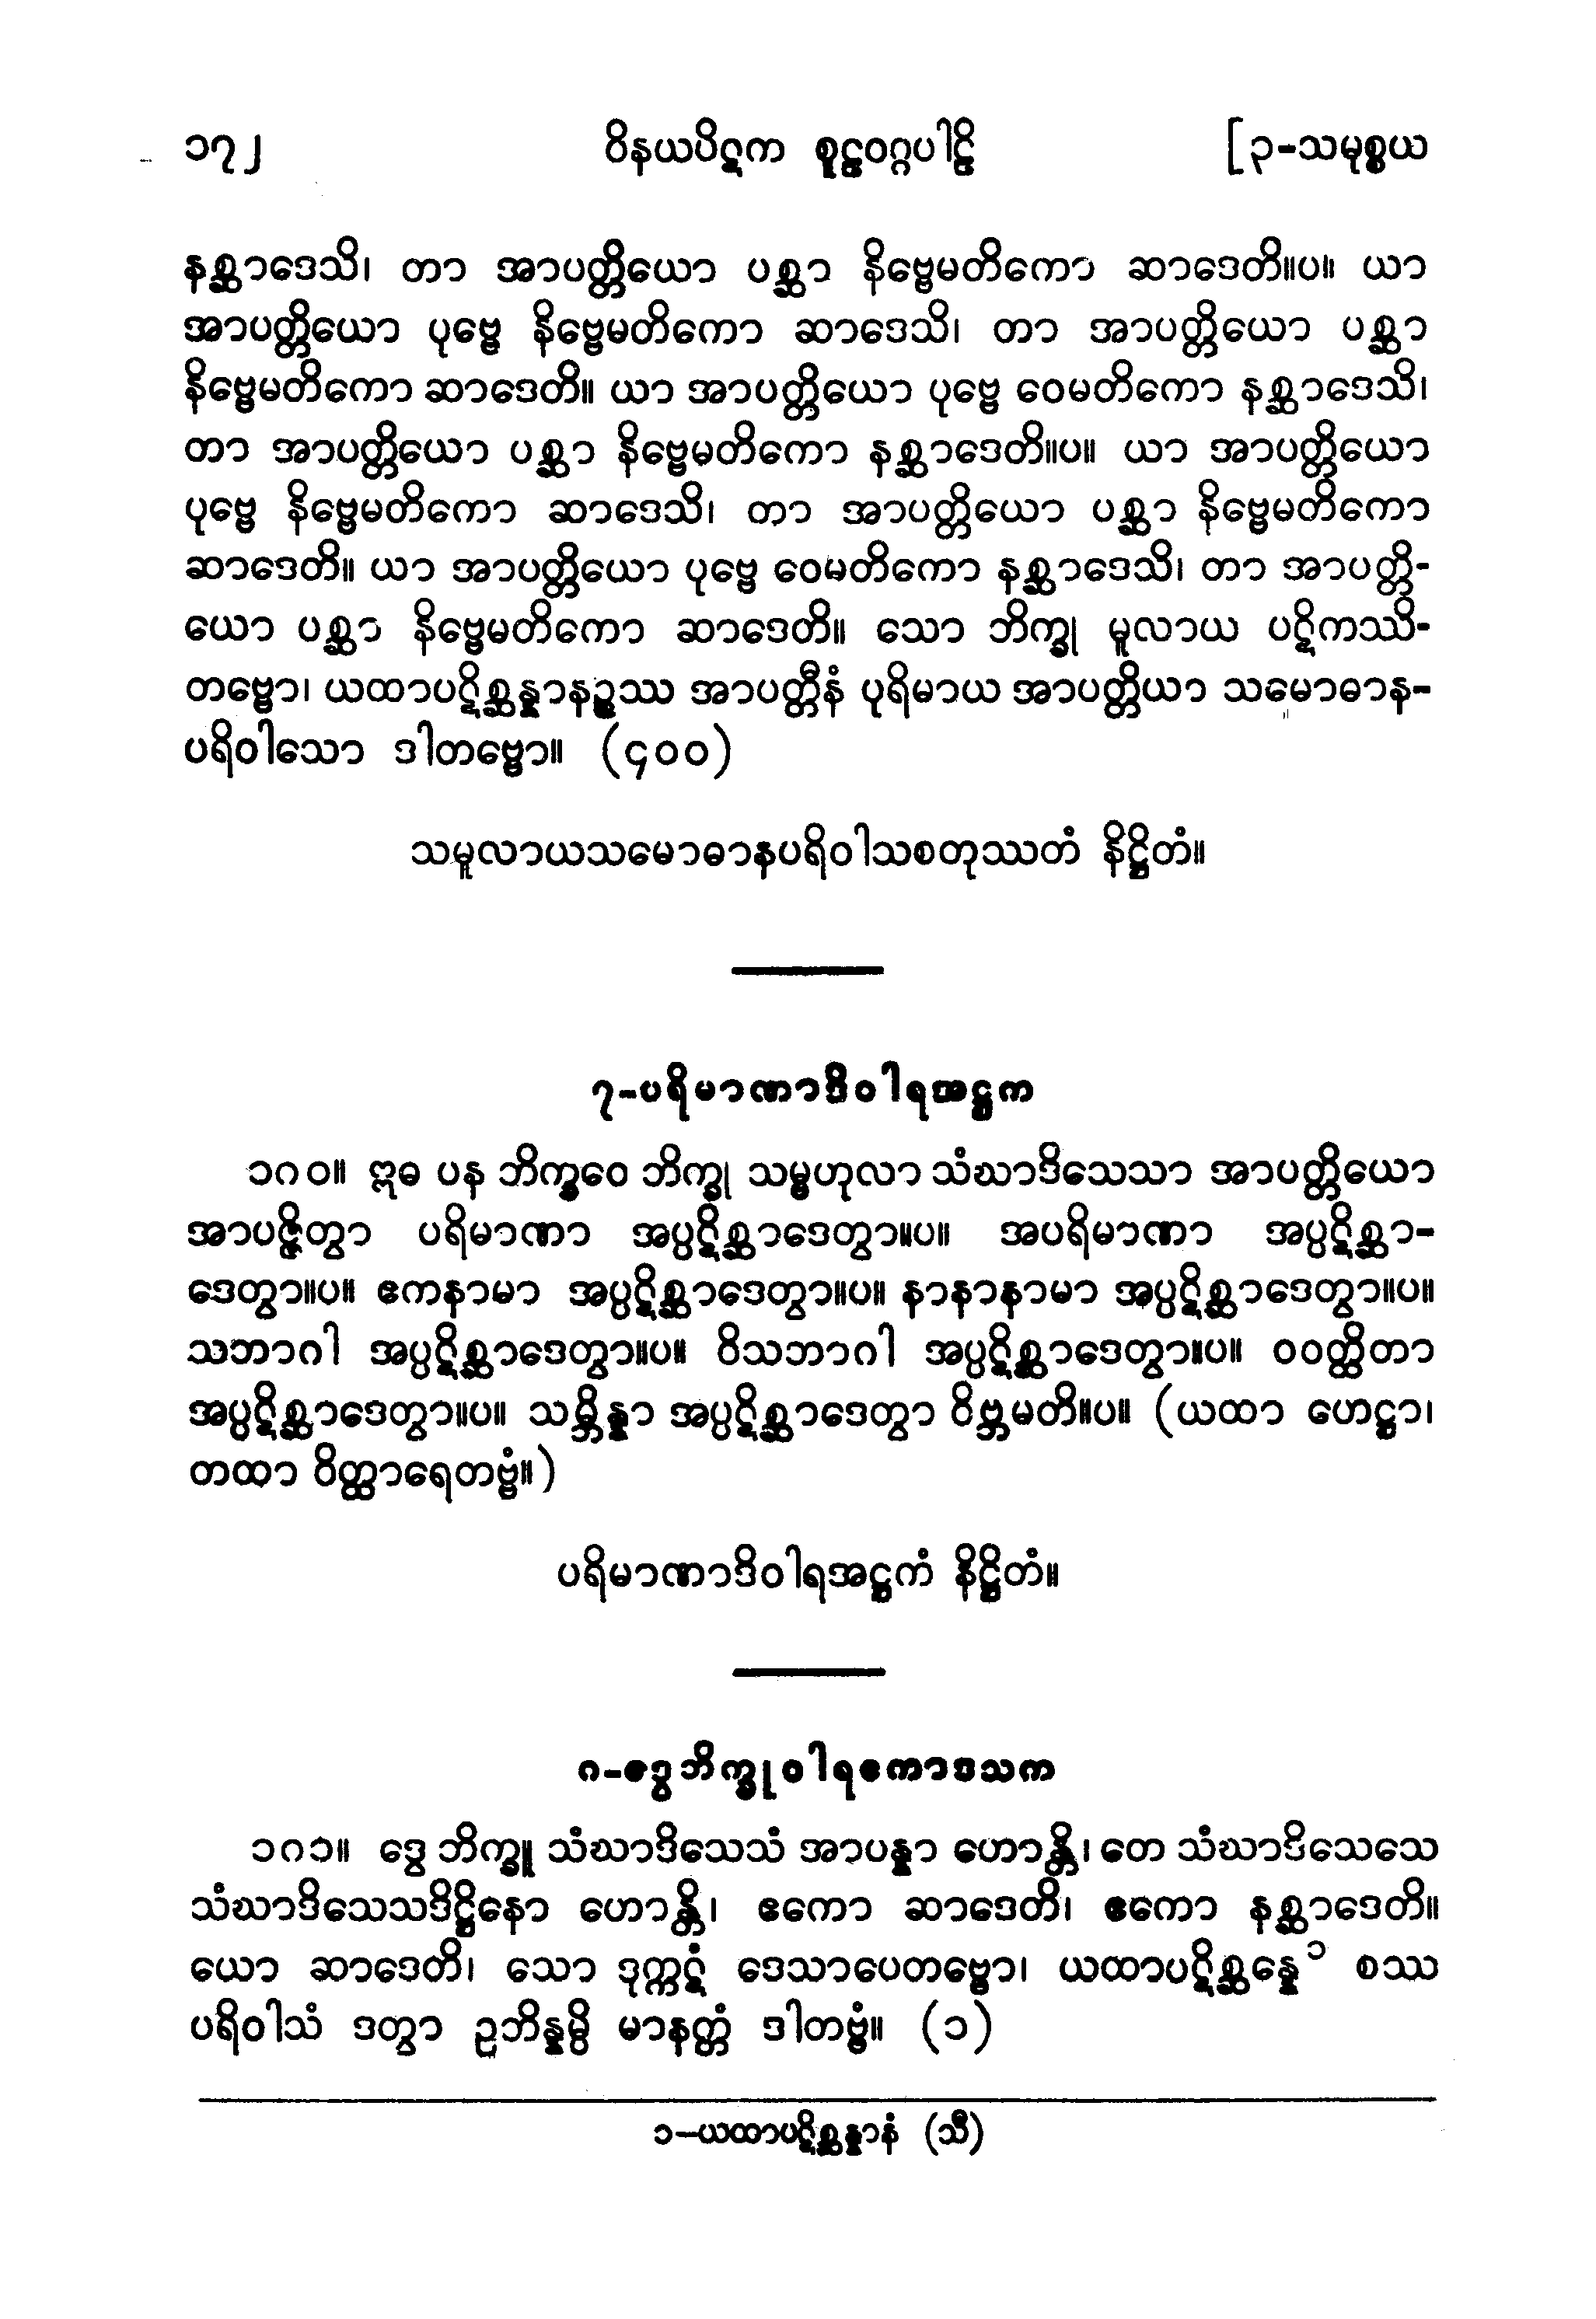 ၁၇၂ ဝိနယပိဋက စူဠဝဂ္ဂပါဠိ [၃-သမုစ္စယ
နစ္ဆာဒေသိ၊ တာ အာပတ္တိယော ပစ္ဆာ နိဗ္ဗေမတိကော ဆာဒေတိ။ပ။ ယာ
အာပတ္တိယော ပုဗ္ဗေ နိဗ္ဗေမတိကော ဆာဒေသိ၊ တာ အာပတ္တိယော ပစ္ဆာ
နိဗ္ဗေမတိကော ဆာဒေတိ။ ယာ အာပတ္တိယော ပုဗ္ဗေ ဝေမတိကော နစ္ဆာဒေသိ၊
တာ အာပတ္တိယော ပစ္ဆာ နိဗ္ဗေမတိကော နစ္ဆာဒေတိ။ပ။ ယာ အာပတ္တိယော
ပုဗ္ဗေ နိဗ္ဗေမတိကော ဆာဒေသိ၊ တာ အာပတ္တိယော ပစ္ဆာ နိဗ္ဗေမတိကော
ဆာဒေတိ။ ယာ အာပတ္တိယော ပုဗ္ဗေ ဝေမတိကော နစ္ဆာဒေသိ၊ တာ အာပတ္တိ-
ယော ပစ္ဆာ နိဗ္ဗေမတိကော ဆာဒေတိ။ သော ဘိက္ခု မူလာယ ပဋိကဿိ-
တဗ္ဗော၊ ယထာပဋိစ္ဆန္နာနဉ္စဿ အာပတ္တီနံ ပုရိမာယ အာပတ္တိယာ သမောဓာန-
ပရိဝါသော ဒါတဗ္ဗော။ (၄၀၀)
သမူလာယသမောဓာနပရိဝါသစတုဿတံ နိဋ္ဌိတံ။
၇-ပရိမာဏာဒိဝါရအဋ္ဌက
၁၈၀။ ဣဓ ပန ဘိက္ခဝေ ဘိက္ခု သမ္ဗဟုလာ သံဃာဒိသေသာ အာပတ္တိယော
အာပဇ္ဇိတွာ ပရိမာဏာ အပ္ပဋိစ္ဆာဒေတွာ။ပ။ အပရိမာဏာ အပ္ပဋိစ္ဆာ-
ဒေတွာ။ပ။ ဧကနာမာ အပ္ပဋိစ္ဆာဒေတွာ။ပ။ နာနာနာမာ အပ္ပဋိစ္ဆာဒေတွာ။ပ။
သဘာဂါ အပ္ပဋိစ္ဆာဒေတွာ။ပ။ ဝိသဘာဂါ အပ္ပဋိစ္ဆာဒေတွာ။ပ။ ဝဝတ္ထိတာ
အပ္ပဋိစ္ဆာဒေတွာ။ပ။ သမ္ဘိန္နာ အပ္ပဋိစ္ဆာဒေတွာ ဝိဗ္ဘမတိ။ပ။ (ယထာ ဟေဋ္ဌာ၊
တထာ ဝိတ္ထာရေတဗ္ဗံ။)
ပရိမာဏာဒိဝါရအဋ္ဌကံ နိဋ္ဌိတံ။
၈-ဒွေဘိက္ခုဝါရဧကာဒသက
၁၈၁။ ဒွေ ဘိက္ခူ သံဃာဒိသေသံ အာပန္နာ ဟောန္တိ၊ တေ သံဃာဒိသေသေ
သံဃာဒိသေသဒိဋ္ဌိနော ဟောန္တိ၊ ဧကော ဆာဒေတိ၊ ဧကော နစ္ဆာဒေတိ။
ယော ဆာဒေတိ၊ သော ဒုက္ကဋံ ဒေသာပေတဗ္ဗော၊ ယထာပဋိစ္ဆန္နေ ၁ စဿ
ပရိဝါသံ ဒတွာ ဥဘိန္နမ္ပိ မာနတ္တံ ဒါတဗ္ဗံ။ (၁)
၁–ယထာပဋိစ္ဆန္နာနံ (သီ)